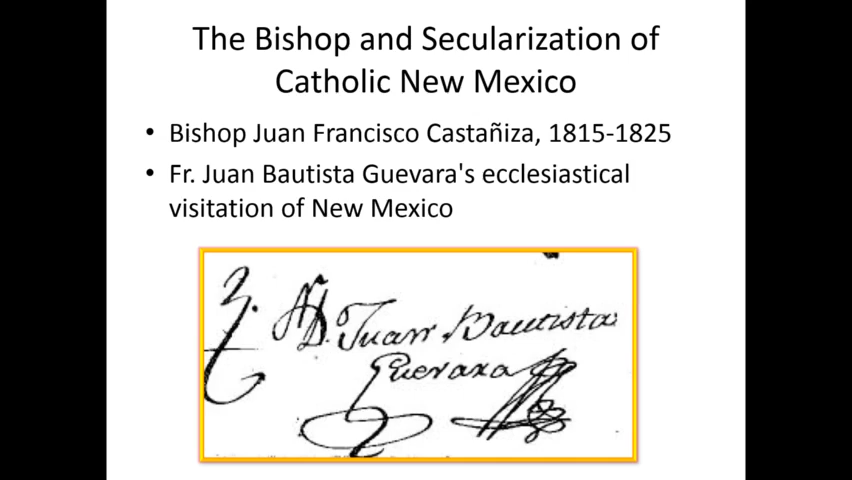 The Bishop and Secularization of
Catholic New Mexico
• Bishop Juan Francisco Castañiza, 1815-1825
• Fr. Juan Bautista Guevara's ecclesiastical
visitation of New Mexico
Juan Bautista
Guevara